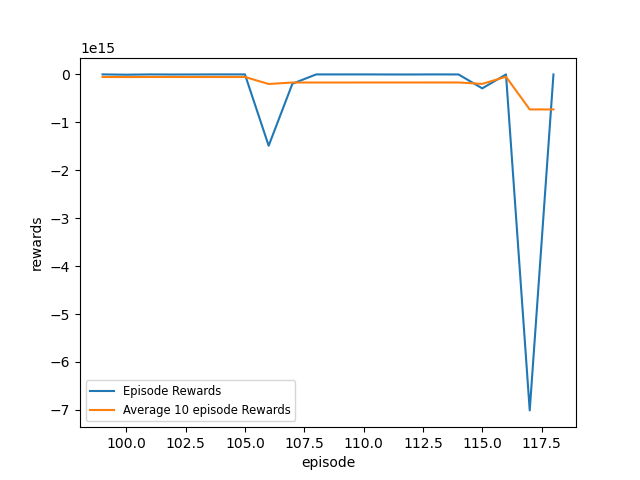 1e15
0
−1
−2
−3
−4
−5
−6
−7
rewards
Episode Rewards
Average 10 episode Rewards
100.0 102.5 105.0 107.5 110.0 112.5 115.0 117.5
episode